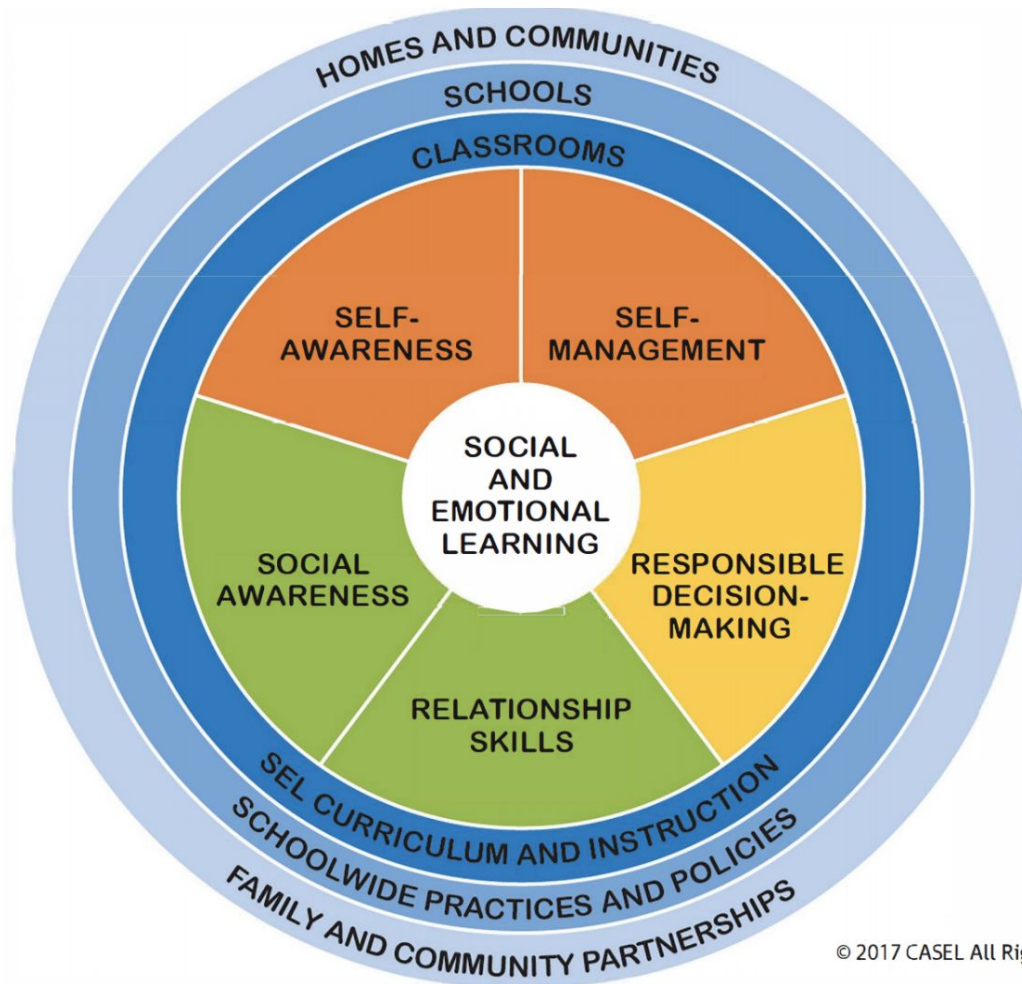 HOMES AND COMMUNITIES
SCHOOLS
CLASSROOMS
SELF-
AWARENESS
SELF-
MANAGEMENT
SOCIAL
AND
EMOTIONAL
LEARNING
SOCIAL
AWARENESS
RESPONSIBLE
DECISION-
MAKING
RELATIONSHIP
SKILLS
SEL CURRICULUM AND INSTRUCTION
SCHOOLWIDE PRACTICES AND POLICIES
FAMILY AND COMMUNITY PARTNERSHIPS
© 2017 CASEL All